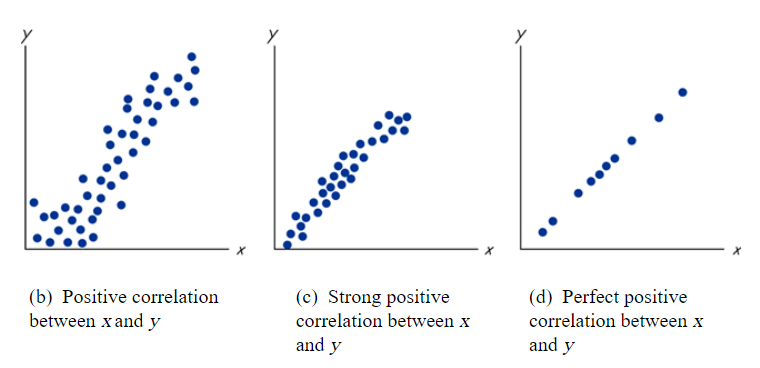 y
y
y
x
x
x
(b) Positive correlation
between x and y
(c) Strong positive
correlation between x
and y
(d) Perfect positive
correlation between x
and y